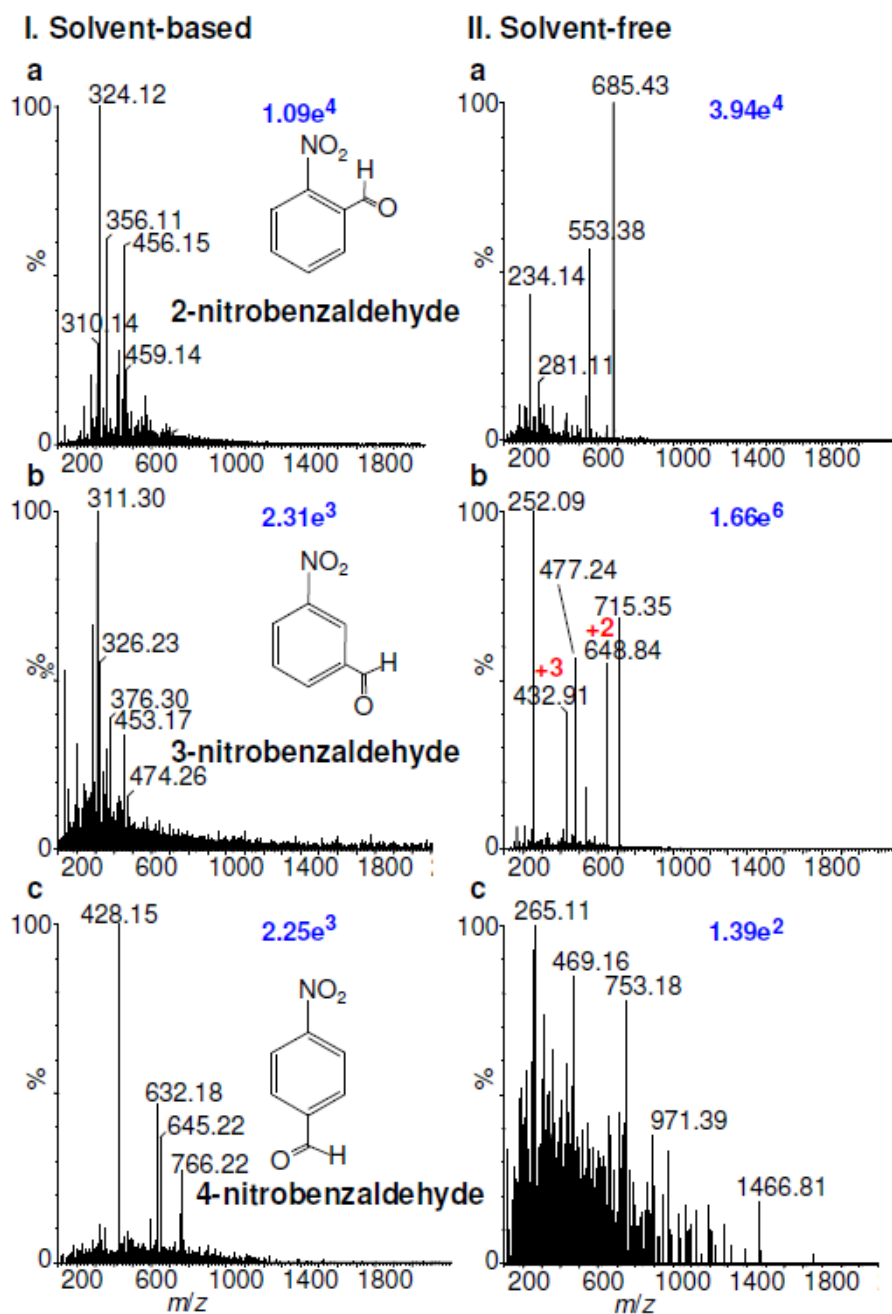 I. Solvent-based
II. Solvent-free
a
100
324.12
1.09e4
NO2
H
O
356.11
456.15
%
310.14
2-nitrobenzaldehyde
459.14
0
200 600 1000 1400 1800
a
100
685.43
3.94e4
553.38
%
234.14
281.11
0
200 600 1000 1400 1800
b
100
311.30
2.31e3
NO2
326.23
H
O
%
376.30
453.17
3-nitrobenzaldehyde
474.26
0
200 600 1000 1400 1800
b
100
252.09
1.66e6
477.24
715.35
+2
648.84
%
+3
432.91
0
200 600 1000 1400 1800
c
100
428.15
2.25e3
NO2
%
632.18
645.22
O
H
766.22
4-nitrobenzaldehyde
0
200 600 1000 1400 1800
m/z
c
100
265.11
1.39e2
469.16
753.18
%
971.39
1466.81
0
200 600 1000 1400 1800
m/z